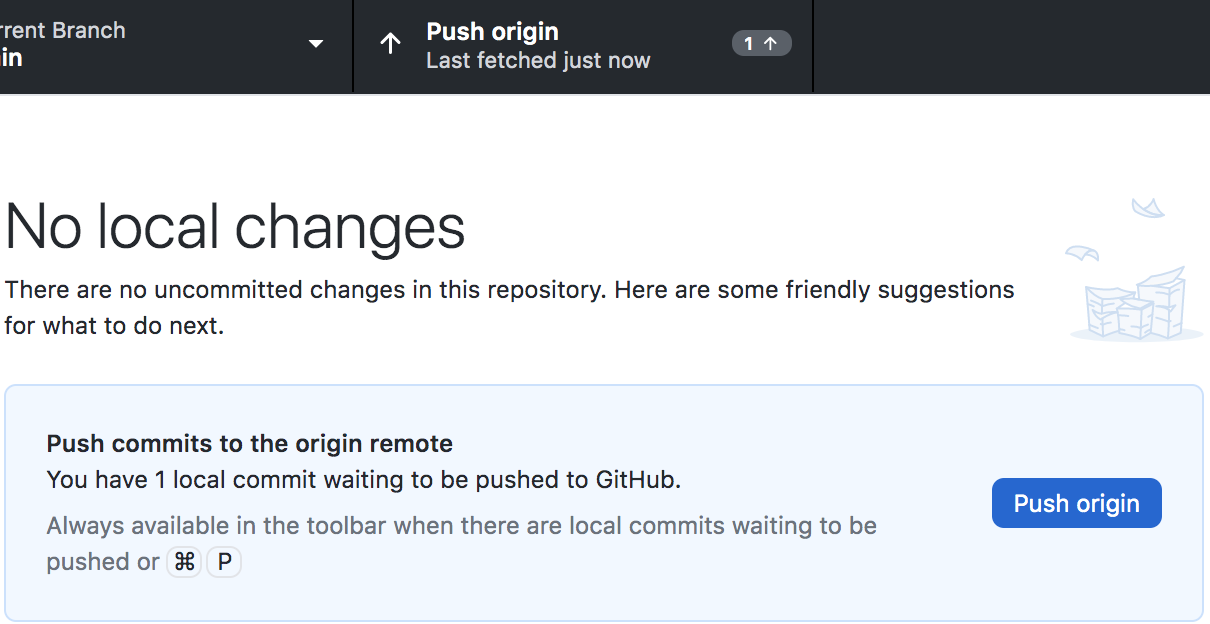 rrent Branch
in
Push origin
Last fetched just now
1 ↑
No local changes
There are no uncommitted changes in this repository. Here are some friendly suggestions
for what to do next.
Push commits to the origin remote
You have 1 local commit waiting to be pushed to GitHub.
Always available in the toolbar when there are local commits waiting to be
pushed or ⌘ P
Push origin